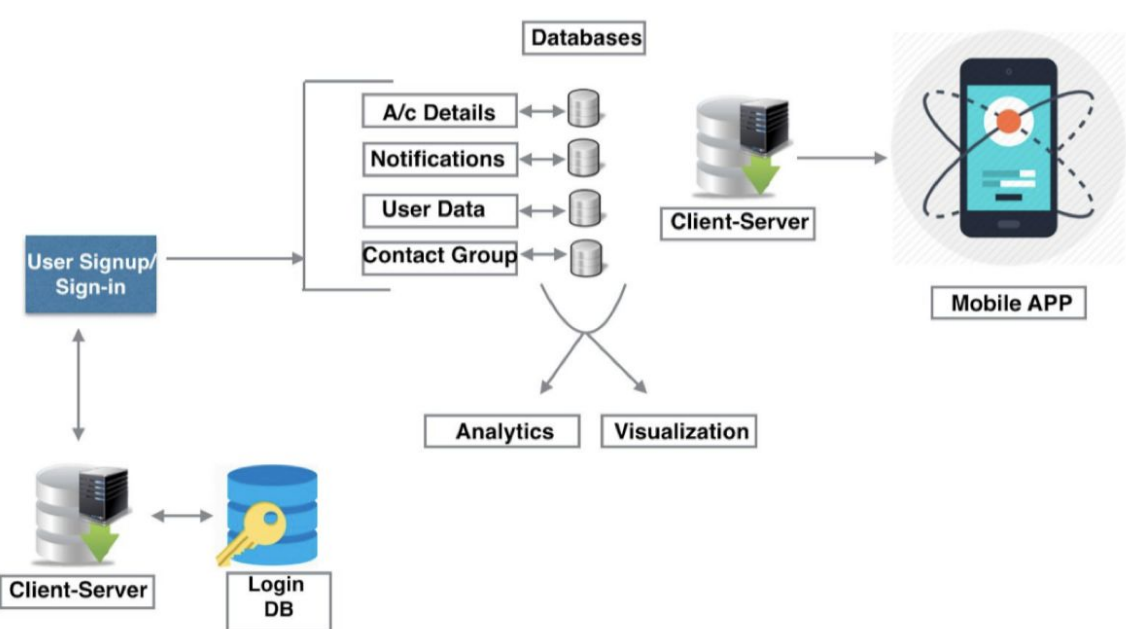 Databases
A/c Details
Notifications
User Data
Contact Group
Client-Server
Mobile APP
User Signup/
Sign-in
Analytics
Visualization
Client-Server
Login
DB